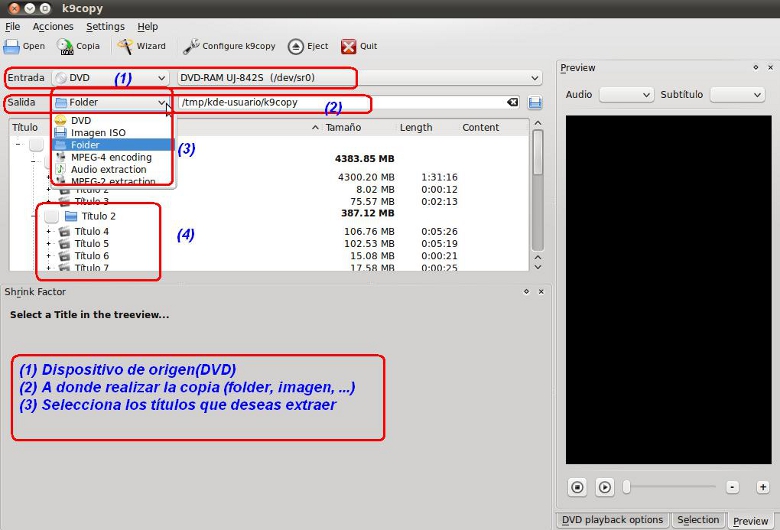 k9copy
File Acciones Settings Help
Open Copia Wizard Configure k9copy Eject Quit
Entrada DVD (1) DVD-RAM UJ-842S (/dev/sr0)
Salida Folder /tmp/kde-usuario/k9copy (2)
Título Tamaño Length Content
DVD
Imagen ISO
Folder (3)
MPEG-4 encoding
Audio extraction
MPEG-2 extraction
4383.85 MB
4300.20 MB 1:31:16
Título 2 8.02 MB 0:00:12
Título 3 75.57 MB 0:02:13
Título 2 387.12 MB
Título 4 106.76 MB 0:05:26
(4)
Título 5 102.53 MB 0:05:19
Título 6 15.08 MB 0:00:21
Título 7 17.58 MB 0:00:25
Shrink Factor
Select a Title in the treeview...
(1) Dispositivo de origen(DVD)
(2) A donde realizar la copia (folder, imagen, ...)
(3) Selecciona los títulos que deseas extraer
Preview
Audio Subtítulo
- +
DVD playback options Selection Preview